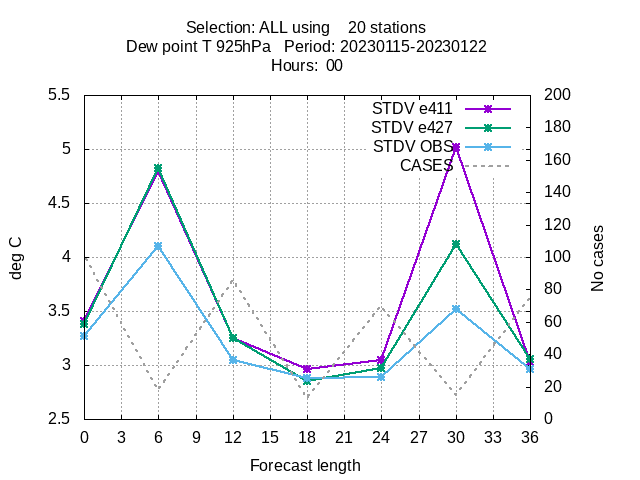 Selection: ALL using    20 stations
Dew point T 925hPa   Period: 20230115-20230122
Hours:  00
5.5
5
4.5
4
3.5
3
2.5
200
180
160
140
120
100
80
60
40
20
0
STDV e411
STDV e427
STDV OBS
CASES
deg C
No cases
0 3 6 9 12 15 18 21 24 27 30 33 36
Forecast length